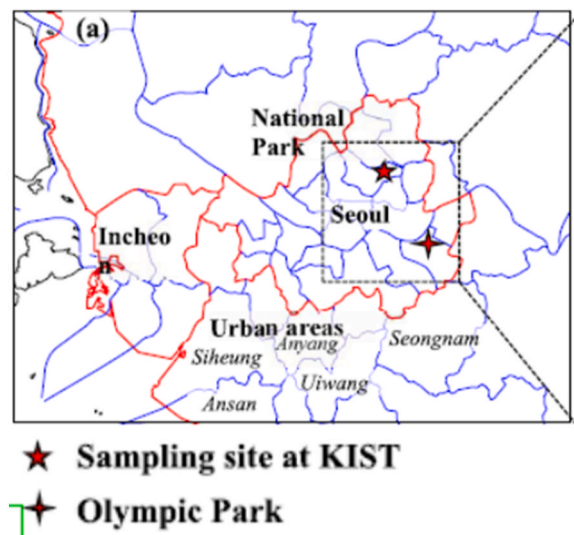 (a)
National
Park
Seoul
Incheo
n
Urban areas
Anyang
Seongnam
Siheung
Uiwang
Ansan
Sampling site at KIST
Olympic Park